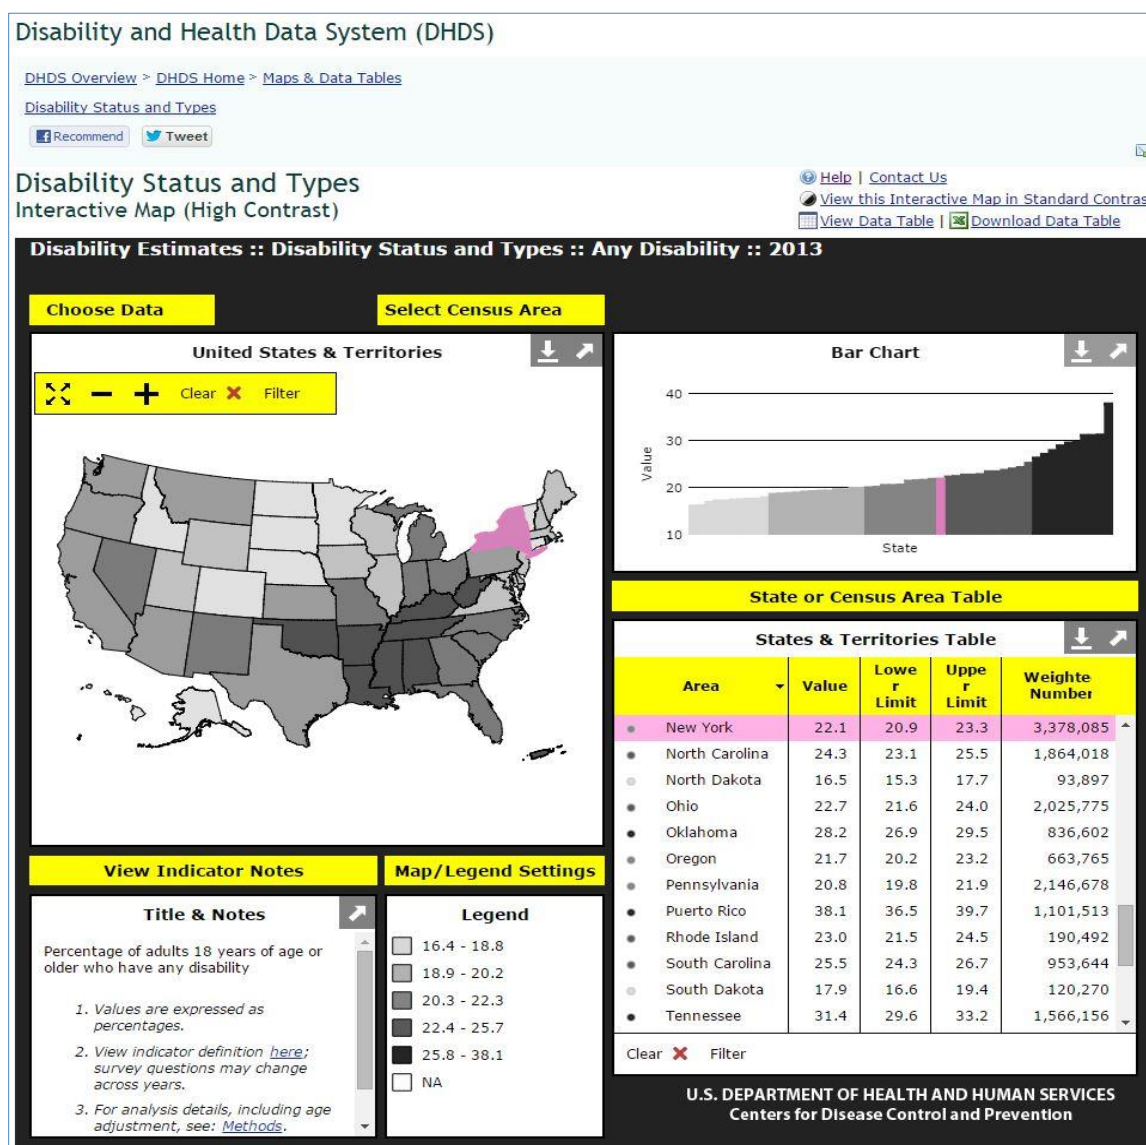 Disability and Health Data System (DHDS)
DHDS Overview > DHDS Home > Maps & Data Tables
Disability Status and Types
Recommend Tweet
Disability Status and Types
Interactive Map (High Contrast)
Help | Contact Us
View this Interactive Map in Standard Contras
View Data Table | Download Data Table
Disability Estimates :: Disability Status and Types :: Any Disability :: 2013
Choose Data
Select Census Area
United States & Territories
Clear Filter
Bar Chart
40
30
20
10
Value
State
State or Census Area Table
States & Territories Table
Area Value Lowe r Limit Uppe r Limit Weighte Number
New York 22.1 20.9 23.3 3,378,085
North Carolina 24.3 23.1 25.5 1,864,018
North Dakota 16.5 15.3 17.7 93,897
Ohio 22.7 21.6 24.0 2,025,775
Oklahoma 28.2 26.9 29.5 836,602
Oregon 21.7 20.2 23.2 663,765
Pennsylvania 20.8 19.8 21.9 2,146,678
Puerto Rico 38.1 36.5 39.7 1,101,513
Rhode Island 23.0 21.5 24.5 190,492
South Carolina 25.5 24.3 26.7 953,644
South Dakota 17.9 16.6 19.4 120,270
Tennessee 31.4 29.6 33.2 1,566,156
Clear Filter
View Indicator Notes
Title & Notes
Percentage of adults 18 years of age or
older who have any disability
1. Values are expressed as
percentages.
2. View indicator definition here;
survey questions may change
across years.
3. For analysis details, including age
adjustment, see: Methods.
Map/Legend Settings
Legend
16.4 - 18.8
18.9 - 20.2
20.3 - 22.3
22.4 - 25.7
25.8 - 38.1
NA
U.S. DEPARTMENT OF HEALTH AND HUMAN SERVICES
Centers for Disease Control and Prevention